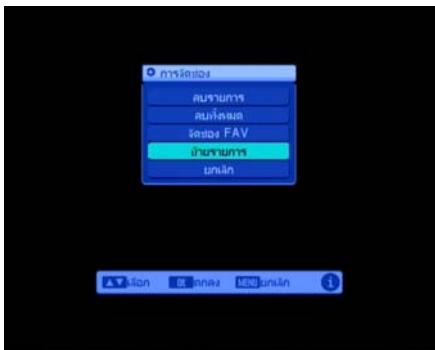 การจัดช่อง
ลบรายการ
ลบทั้งหมด
จัดช่อง FAV
ย้ายรายการ
ยกเลิก
▲▼เลือก OK ตกลง MENU ยกเลิก i